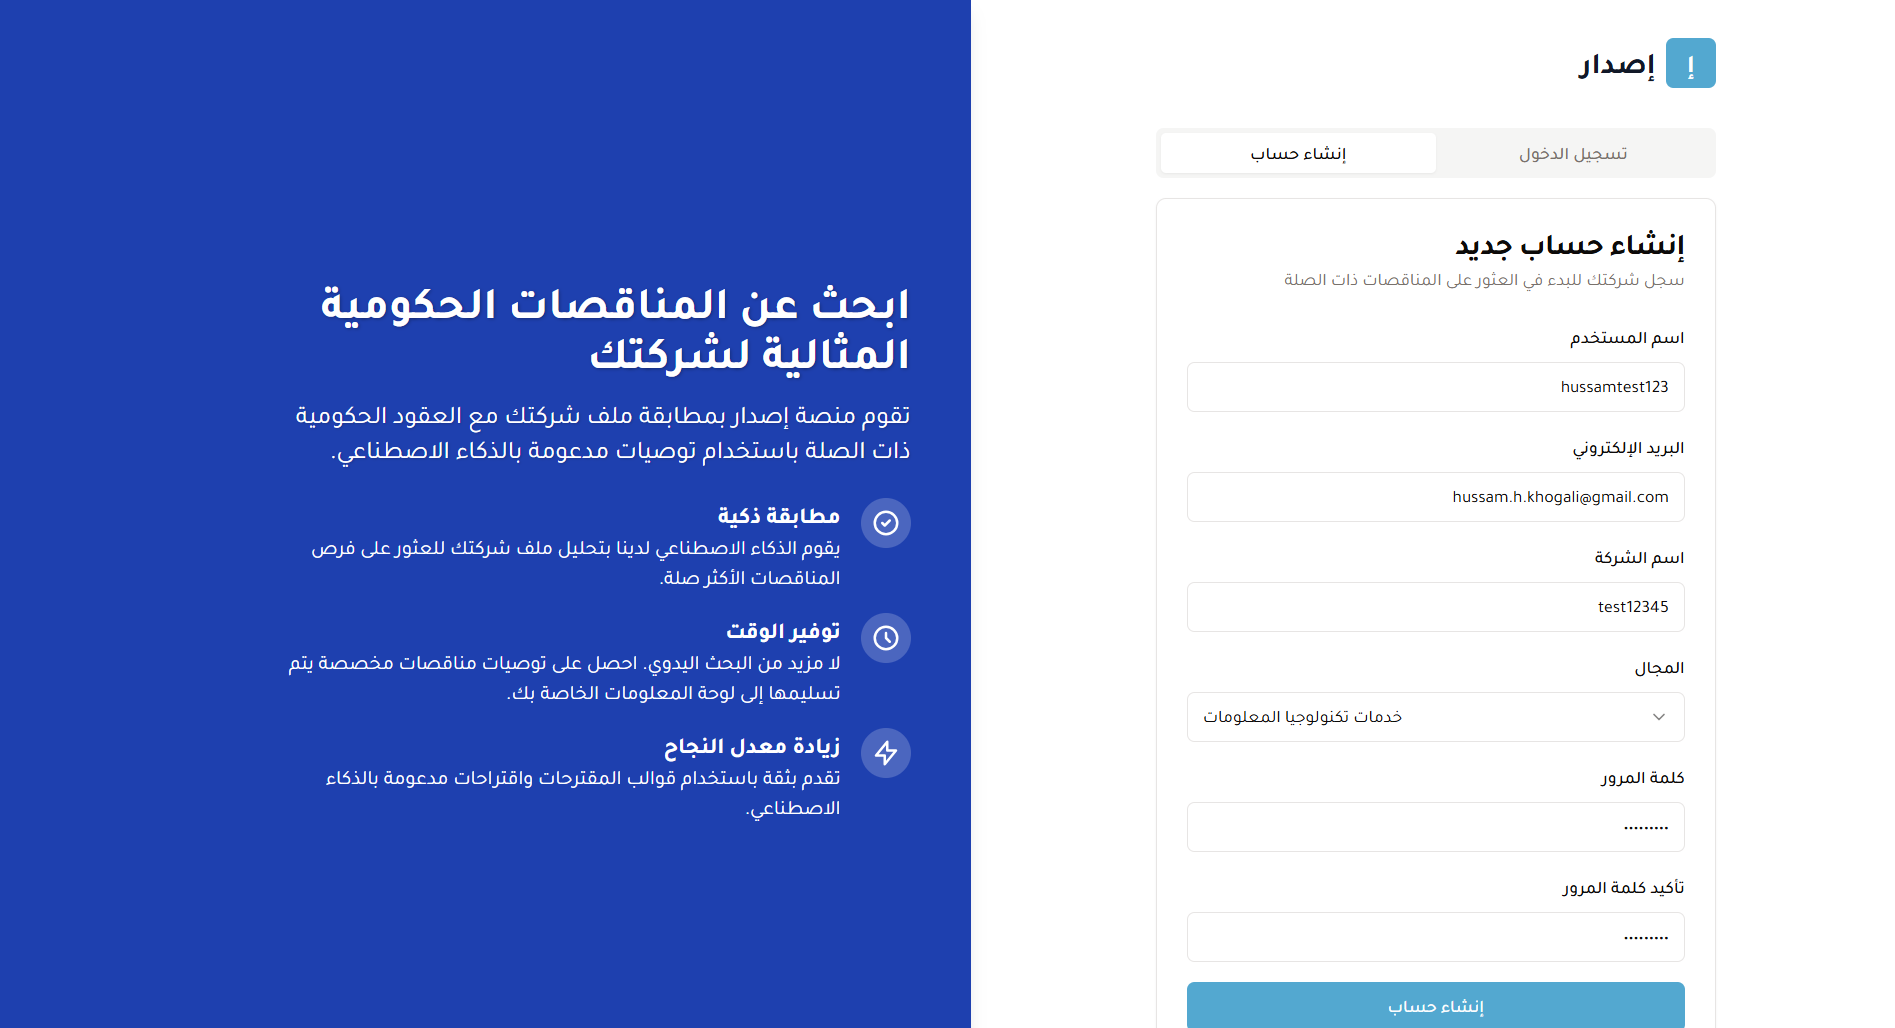 إ
إصدار
تسجيل الدخول
إنشاء حساب
إنشاء حساب جديد
سجل شركتك للبدء في العثور على المناقصات ذات الصلة
اسم المستخدم
hussamtest123
البريد الإلكتروني
hussam.h.khogali@gmail.com
اسم الشركة
test12345
المجال
خدمات تكنولوجيا المعلومات
كلمة المرور
•••••••••
تأكيد كلمة المرور
•••••••••
إنشاء حساب
ابحث عن المناقصات الحكومية
المثالية لشركتك
تقوم منصة إصدار بمطابقة ملف شركتك مع العقود الحكومية
ذات الصلة باستخدام توصيات مدعومة بالذكاء الاصطناعي.
مطابقة ذكية
يقوم الذكاء الاصطناعي لدينا بتحليل ملف شركتك للعثور على فرص
المناقصات الأكثر صلة.
توفير الوقت
لا مزيد من البحث اليدوي. احصل على توصيات مناقصات مخصصة يتم
تسليمها إلى لوحة المعلومات الخاصة بك.
زيادة معدل النجاح
تقدم بثقة باستخدام قوالب المقترحات واقتراحات مدعومة بالذكاء
الاصطناعي.